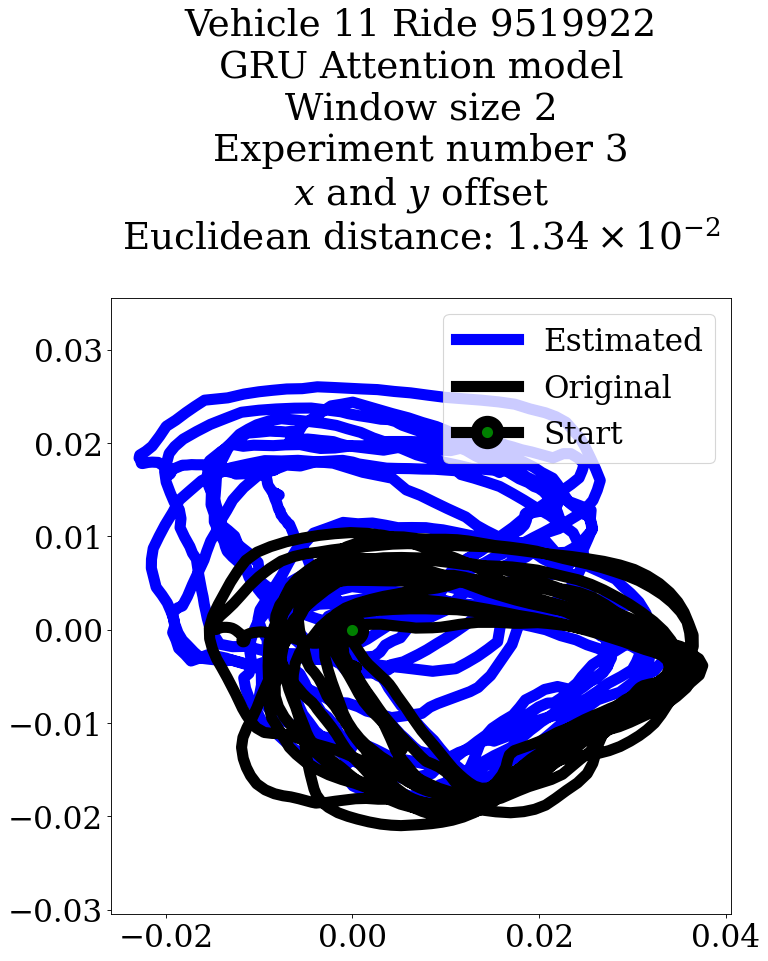 Vehicle 11 Ride 9519922
GRU Attention model
Window size 2
Experiment number 3
x and y offset
Euclidean distance: 1.34 × 10⁻²
Estimated
Original
Start
0.03
0.02
0.01
0.00
−0.01
−0.02
−0.03
−0.02
0.00
0.02
0.04